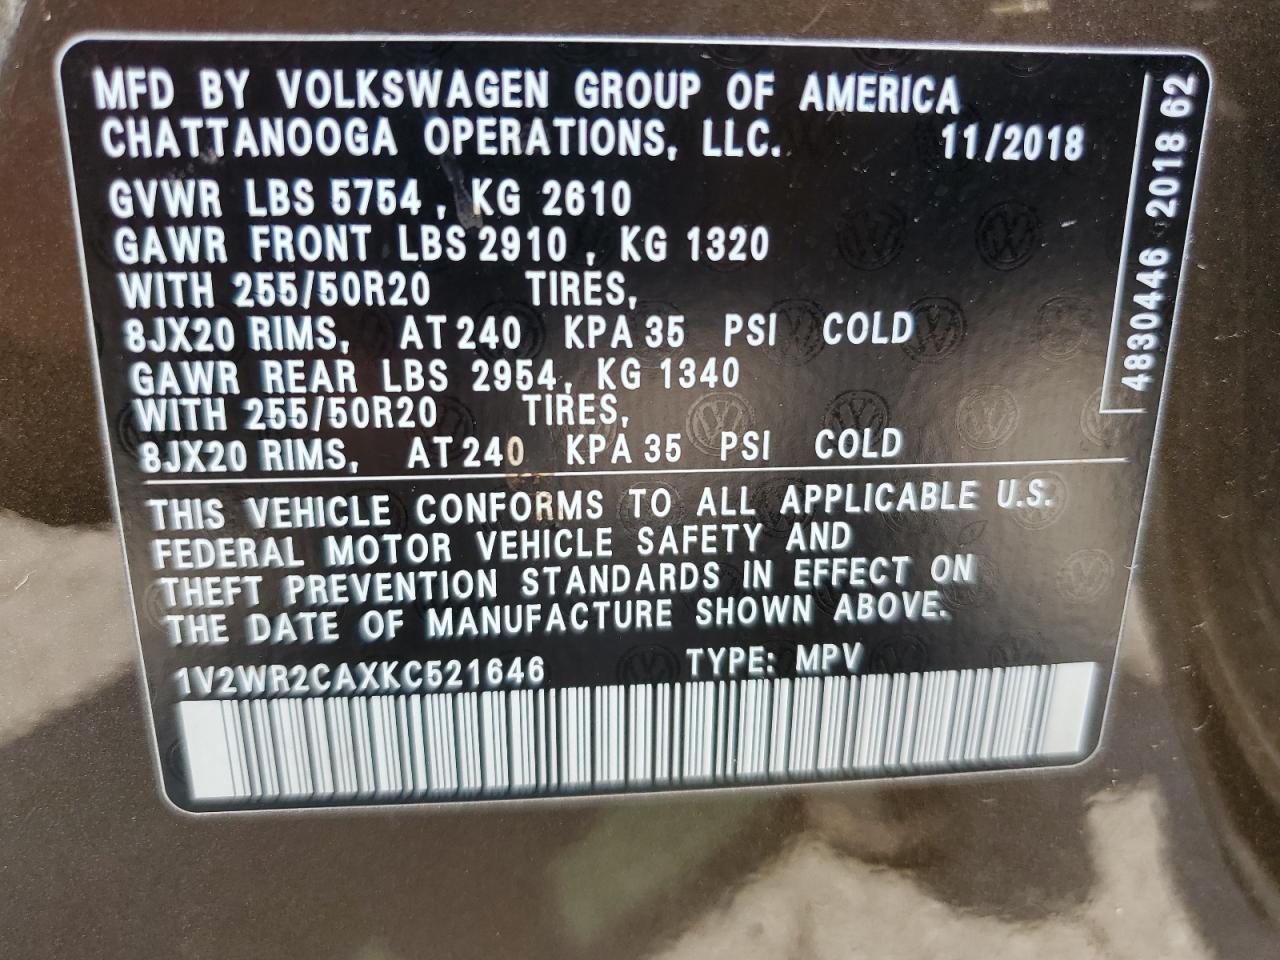 MFD BY VOLKSWAGEN GROUP OF AMERICA
CHATTANOOGA OPERATIONS, LLC. 11/2018
GVWR LBS 5754, KG 2610
GAWR FRONT LBS 2910, KG 1320
WITH 255/50R20 TIRES,
8JX20 RIMS, AT 240 KPA 35 PSI COLD
GAWR REAR LBS 2954, KG 1340
WITH 255/50R20 TIRES,
8JX20 RIMS, AT 240 KPA 35 PSI COLD
THIS VEHICLE CONFORMS TO ALL APPLICABLE U.S.
FEDERAL MOTOR VEHICLE SAFETY AND
THEFT PREVENTION STANDARDS IN EFFECT ON
THE DATE OF MANUFACTURE SHOWN ABOVE.
1V2WR2CAXKC521646 TYPE: MPV
4830446 2018 62